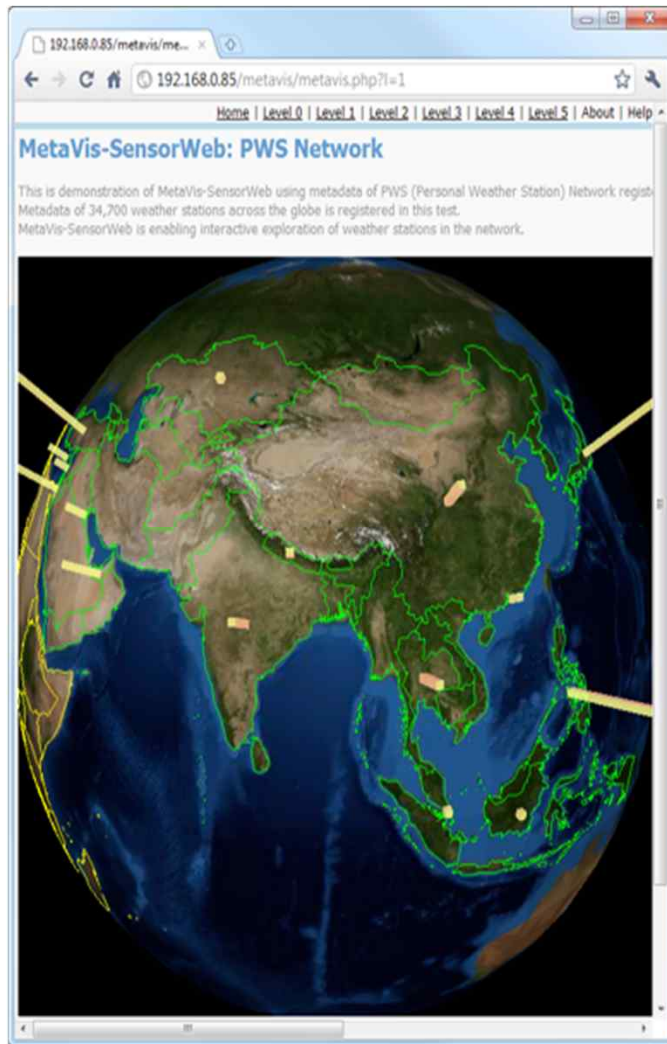 192.168.0.85/metavis/me...
192.168.0.85/metavis/metavis.php?l=1
Home | Level 0 | Level 1 | Level 2 | Level 3 | Level 4 | Level 5 | About | Help
MetaVis-SensorWeb: PWS Network
This is demonstration of MetaVis-SensorWeb using metadata of PWS (Personal Weather Station) Network registe
Metadata of 34,700 weather stations across the globe is registered in this test.
MetaVis-SensorWeb is enabling interactive exploration of weather stations in the network.